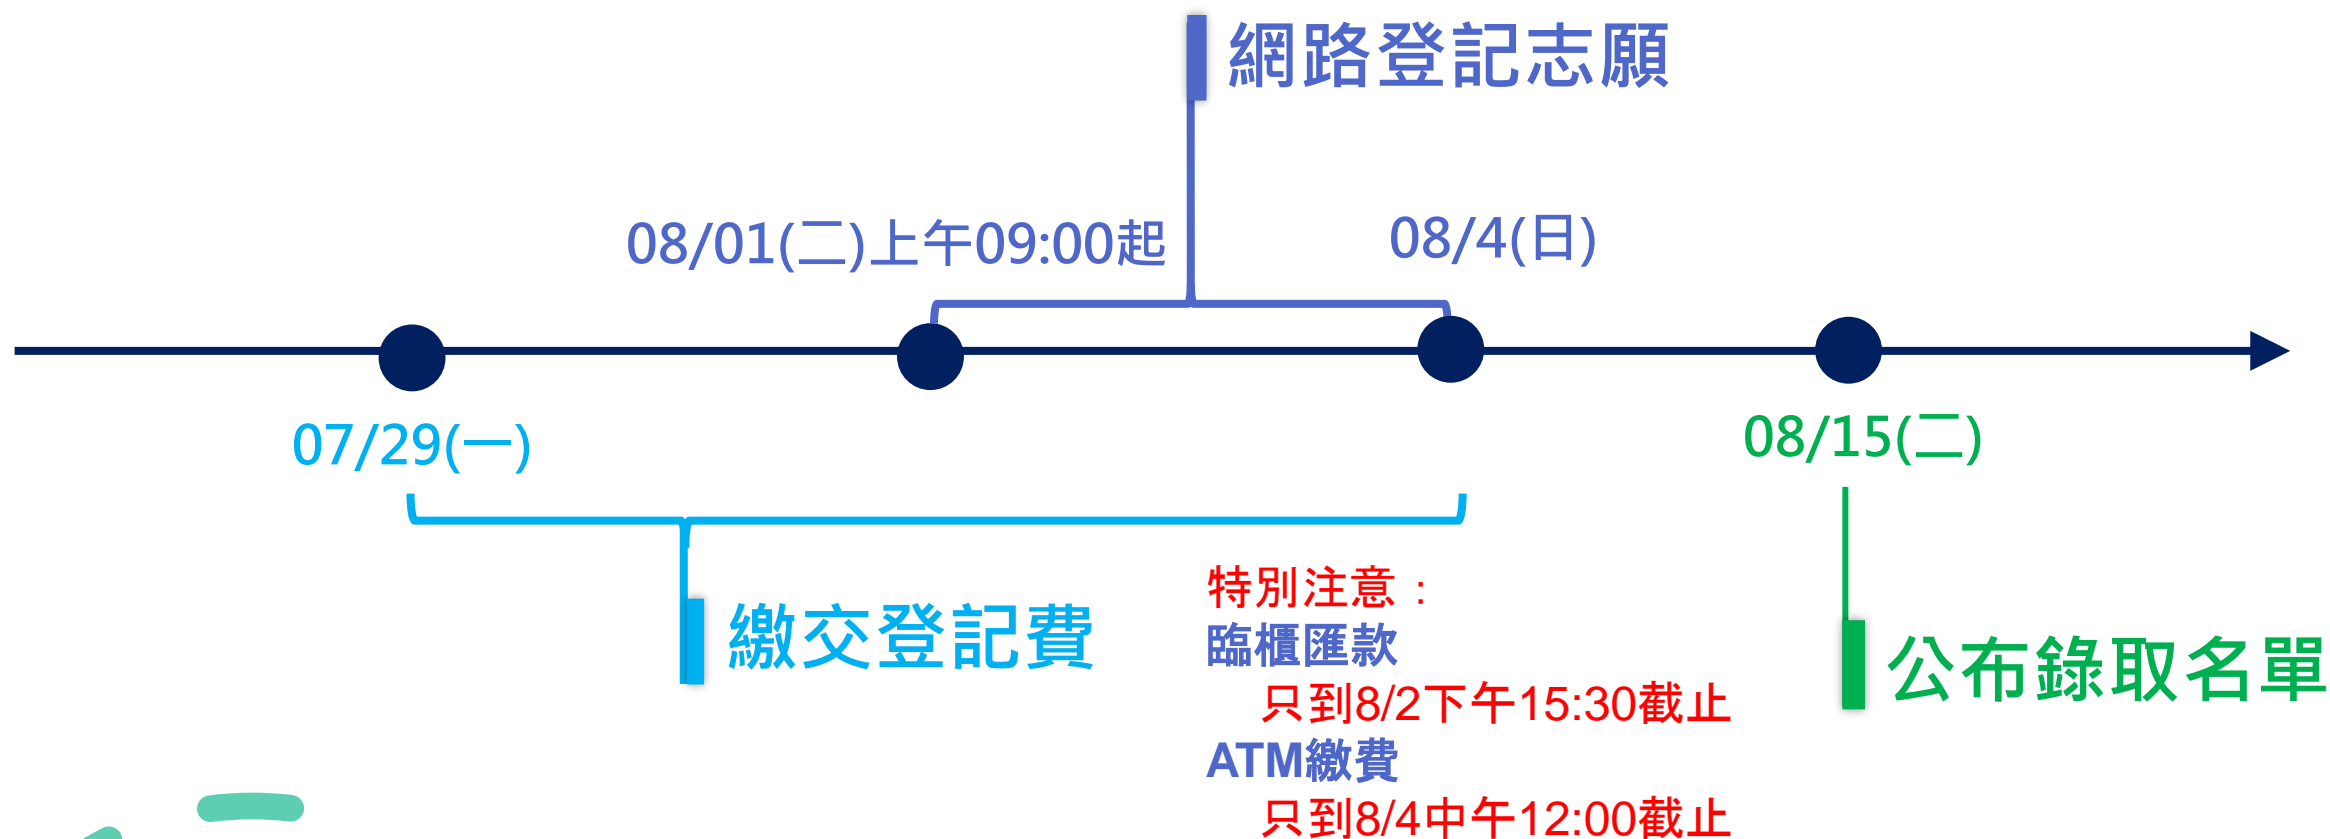 網路登記志願
08/01(二)上午09:00起
08/4(日)
07/29(一)
08/15(二)
繳交登記費
特別注意：
臨櫃匯款
只到8/2下午15:30截止
ATM繳費
只到8/4中午12:00截止
公布錄取名單